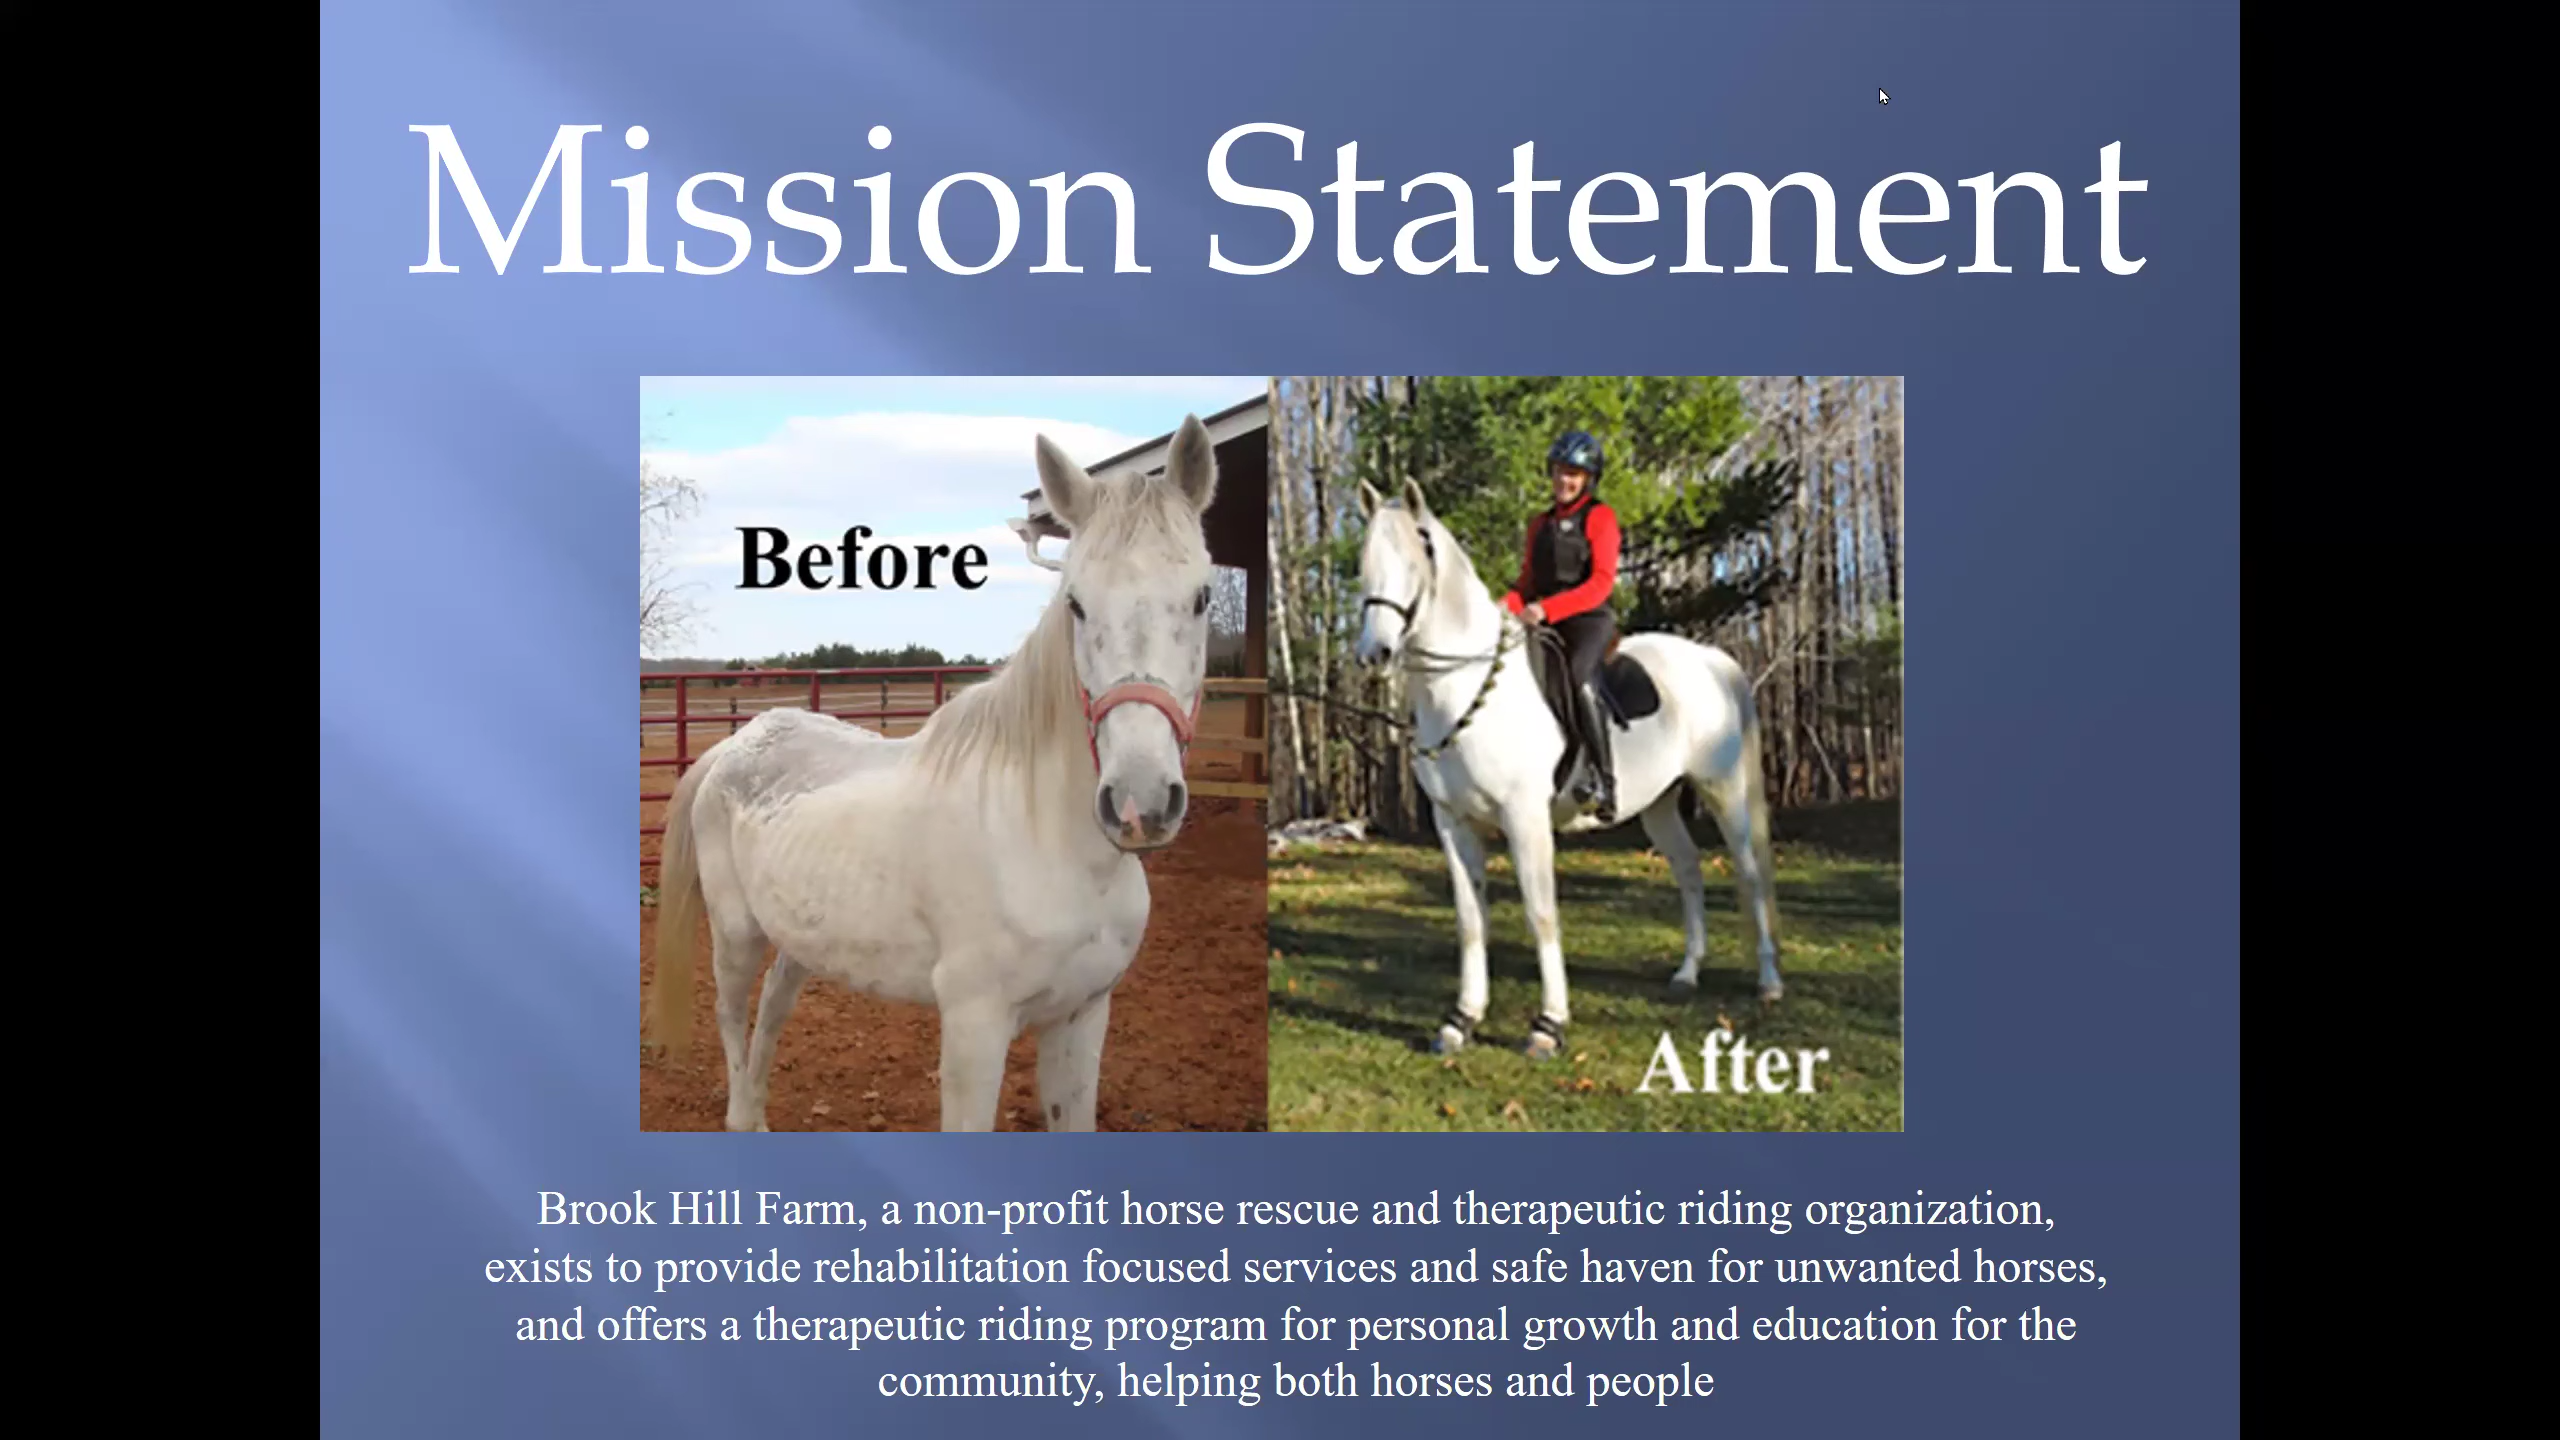 Mission Statement
Before
After
Brook Hill Farm, a non-profit horse rescue and therapeutic riding organization,
exists to provide rehabilitation focused services and safe haven for unwanted horses,
and offers a therapeutic riding program for personal growth and education for the
community, helping both horses and people